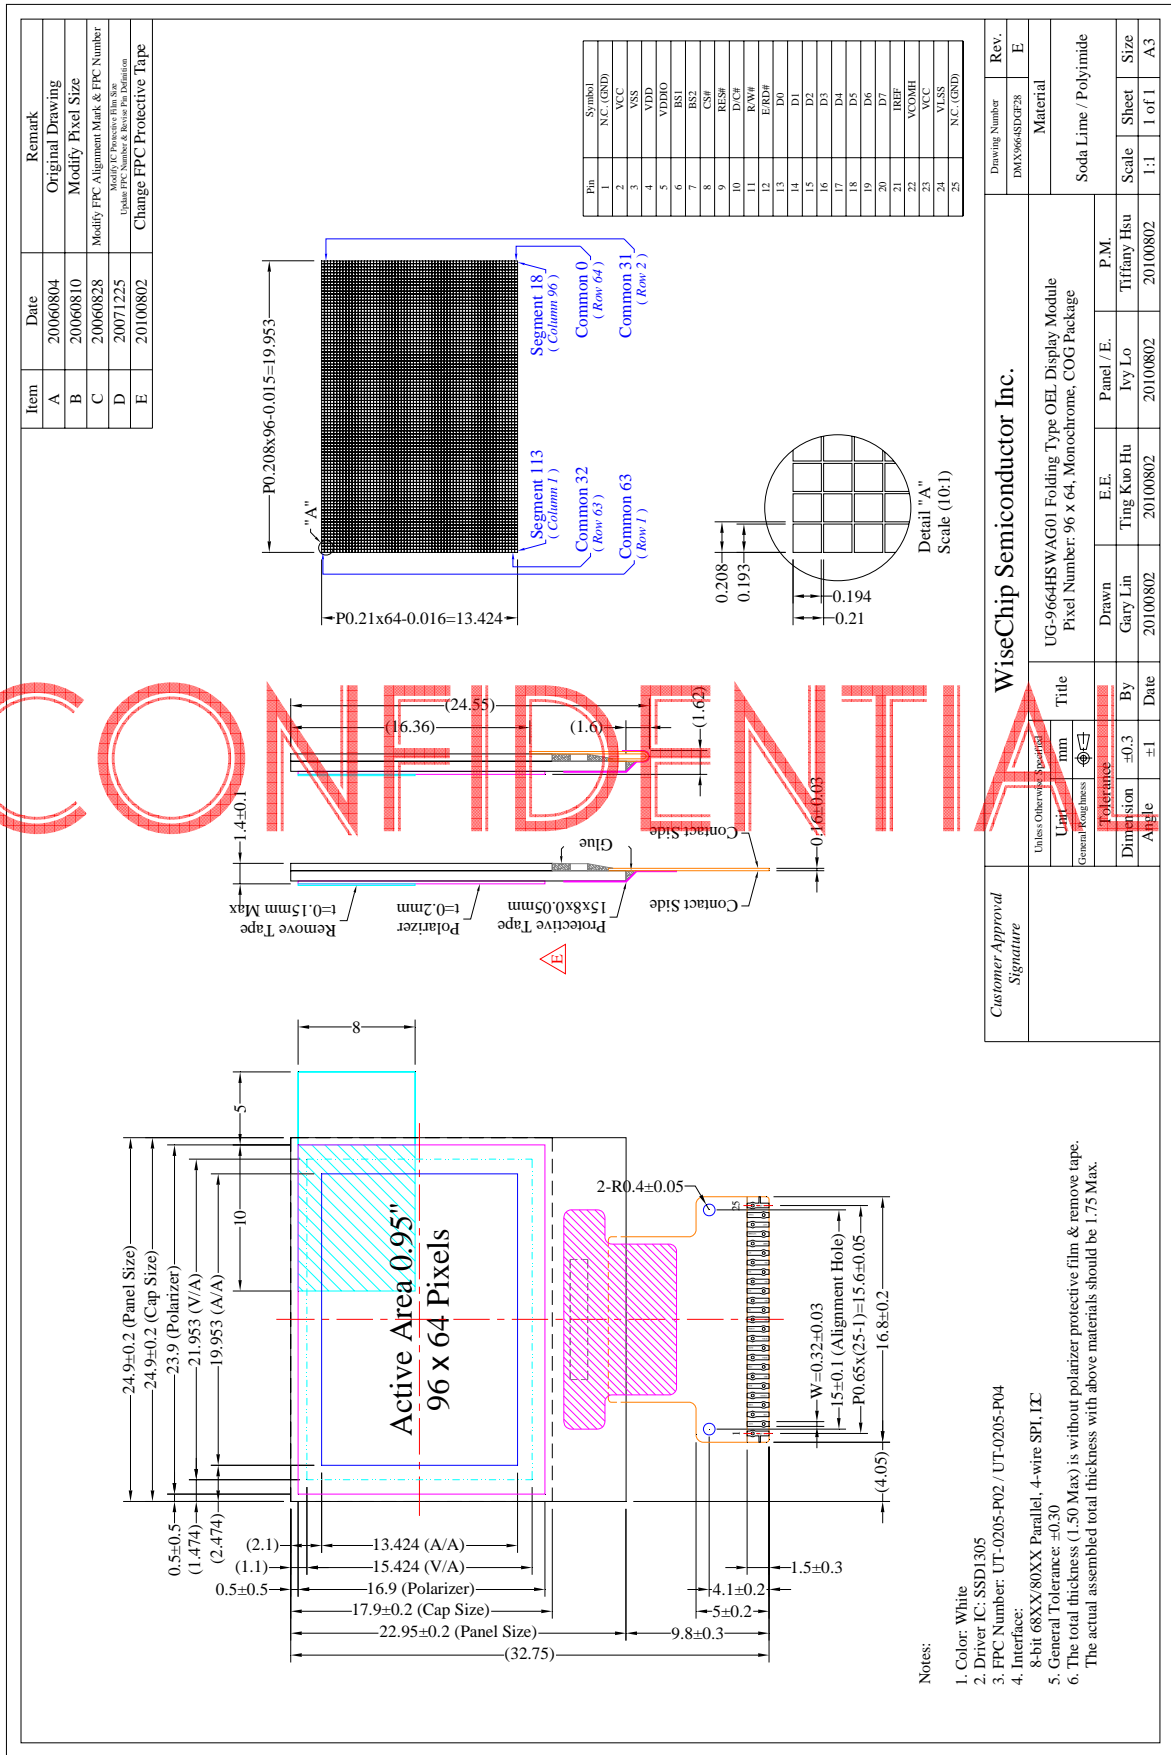 Item Date Remark
A 20060804 Original Drawing
B 20060810 Modify Pixel Size
C 20060828 Modify FPC Alignment Mark & FPC Number
D 20071225 Modify IC Protective Film Size
Update FPC Number & Revise Pin Definition
E 20100802 Change FPC Protective Tape
24.9±0.2 (Panel Size)
24.9±0.2 (Cap Size)
23.9 (Polarizer)
21.953 (V/A)
19.953 (A/A)
10
5
8
0.5±0.5
(1.474)
(2.474)
(2.1)
(1.1)
0.5±0.5
13.424 (A/A)
15.424 (V/A)
16.9 (Polarizer)
17.9±0.2 (Cap Size)
22.95±0.2 (Panel Size)
(32.75)
9.8±0.3
5±0.2
4.1±0.2
1.5±0.3
Active Area 0.95"
96 x 64 Pixels
2-R0.4±0.05
1
25
W=0.32±0.03
15±0.1 (Alignment Hole)
P0.65x(25-1)=15.6±0.05
16.8±0.2
(4.05)
1.4±0.1
Remove Tape
t=0.15mm Max
Polarizer
t=0.2mm
Protective Tape
15x8x0.05mm
Glue
Contact Side
Contact Side
0.16±0.03
E
(24.55)
(16.36)
(1.6)
(1.62)
CONFIDENTIAL
P0.208x96-0.015=19.953
"A"
P0.21x64-0.016=13.424
Segment 113
( Column 1 )
Common 32
( Row 63 )
Common 63
( Row 1 )
Segment 18
( Column 96 )
Common 0
( Row 64 )
Common 31
( Row 2 )
0.208
0.193
0.194
0.21
Detail "A"
Scale (10:1)
Pin Symbol
1 N.C. (GND)
2 VCC
3 VSS
4 VDD
5 VDDIO
6 BS1
7 BS2
8 CS#
9 RES#
10 D/C#
11 R/W#
12 E/RD#
13 D0
14 D1
15 D2
16 D3
17 D4
18 D5
19 D6
20 D7
21 IREF
22 VCOMH
23 VCC
24 VLSS
25 N.C. (GND)
Notes:
1. Color: White
2. Driver IC: SSD1305
3. FPC Number: UT-0205-P02 / UT-0205-P04
4. Interface:
8-bit 68XX/80XX Parallel, 4-wire SPI, I2C
5. General Tolerance: ±0.30
6. The total thickness (1.50 Max) is without polarizer protective film & remove tape.
The actual assembled total thickness with above materials should be 1.75 Max.
Customer Approval
Signature
WiseChip Semiconductor Inc.
Drawing Number Rev.
DMX9664SDGF28 E
Unless Otherwise Specified
Unit mm
General Roughness
Tolerance
Dimension ±0.3
Angle ±1
Title
UG-9664HSWAG01 Folding Type OEL Display Module
Pixel Number: 96 x 64, Monochrome, COG Package
Material
Soda Lime / Polyimide
Drawn E.E. Panel / E. P.M.
By Gary Lin Ting Kuo Hu Ivy Lo Tiffany Hsu
Date 20100802 20100802 20100802 20100802
Scale Sheet Size
1:1 1 of 1 A3